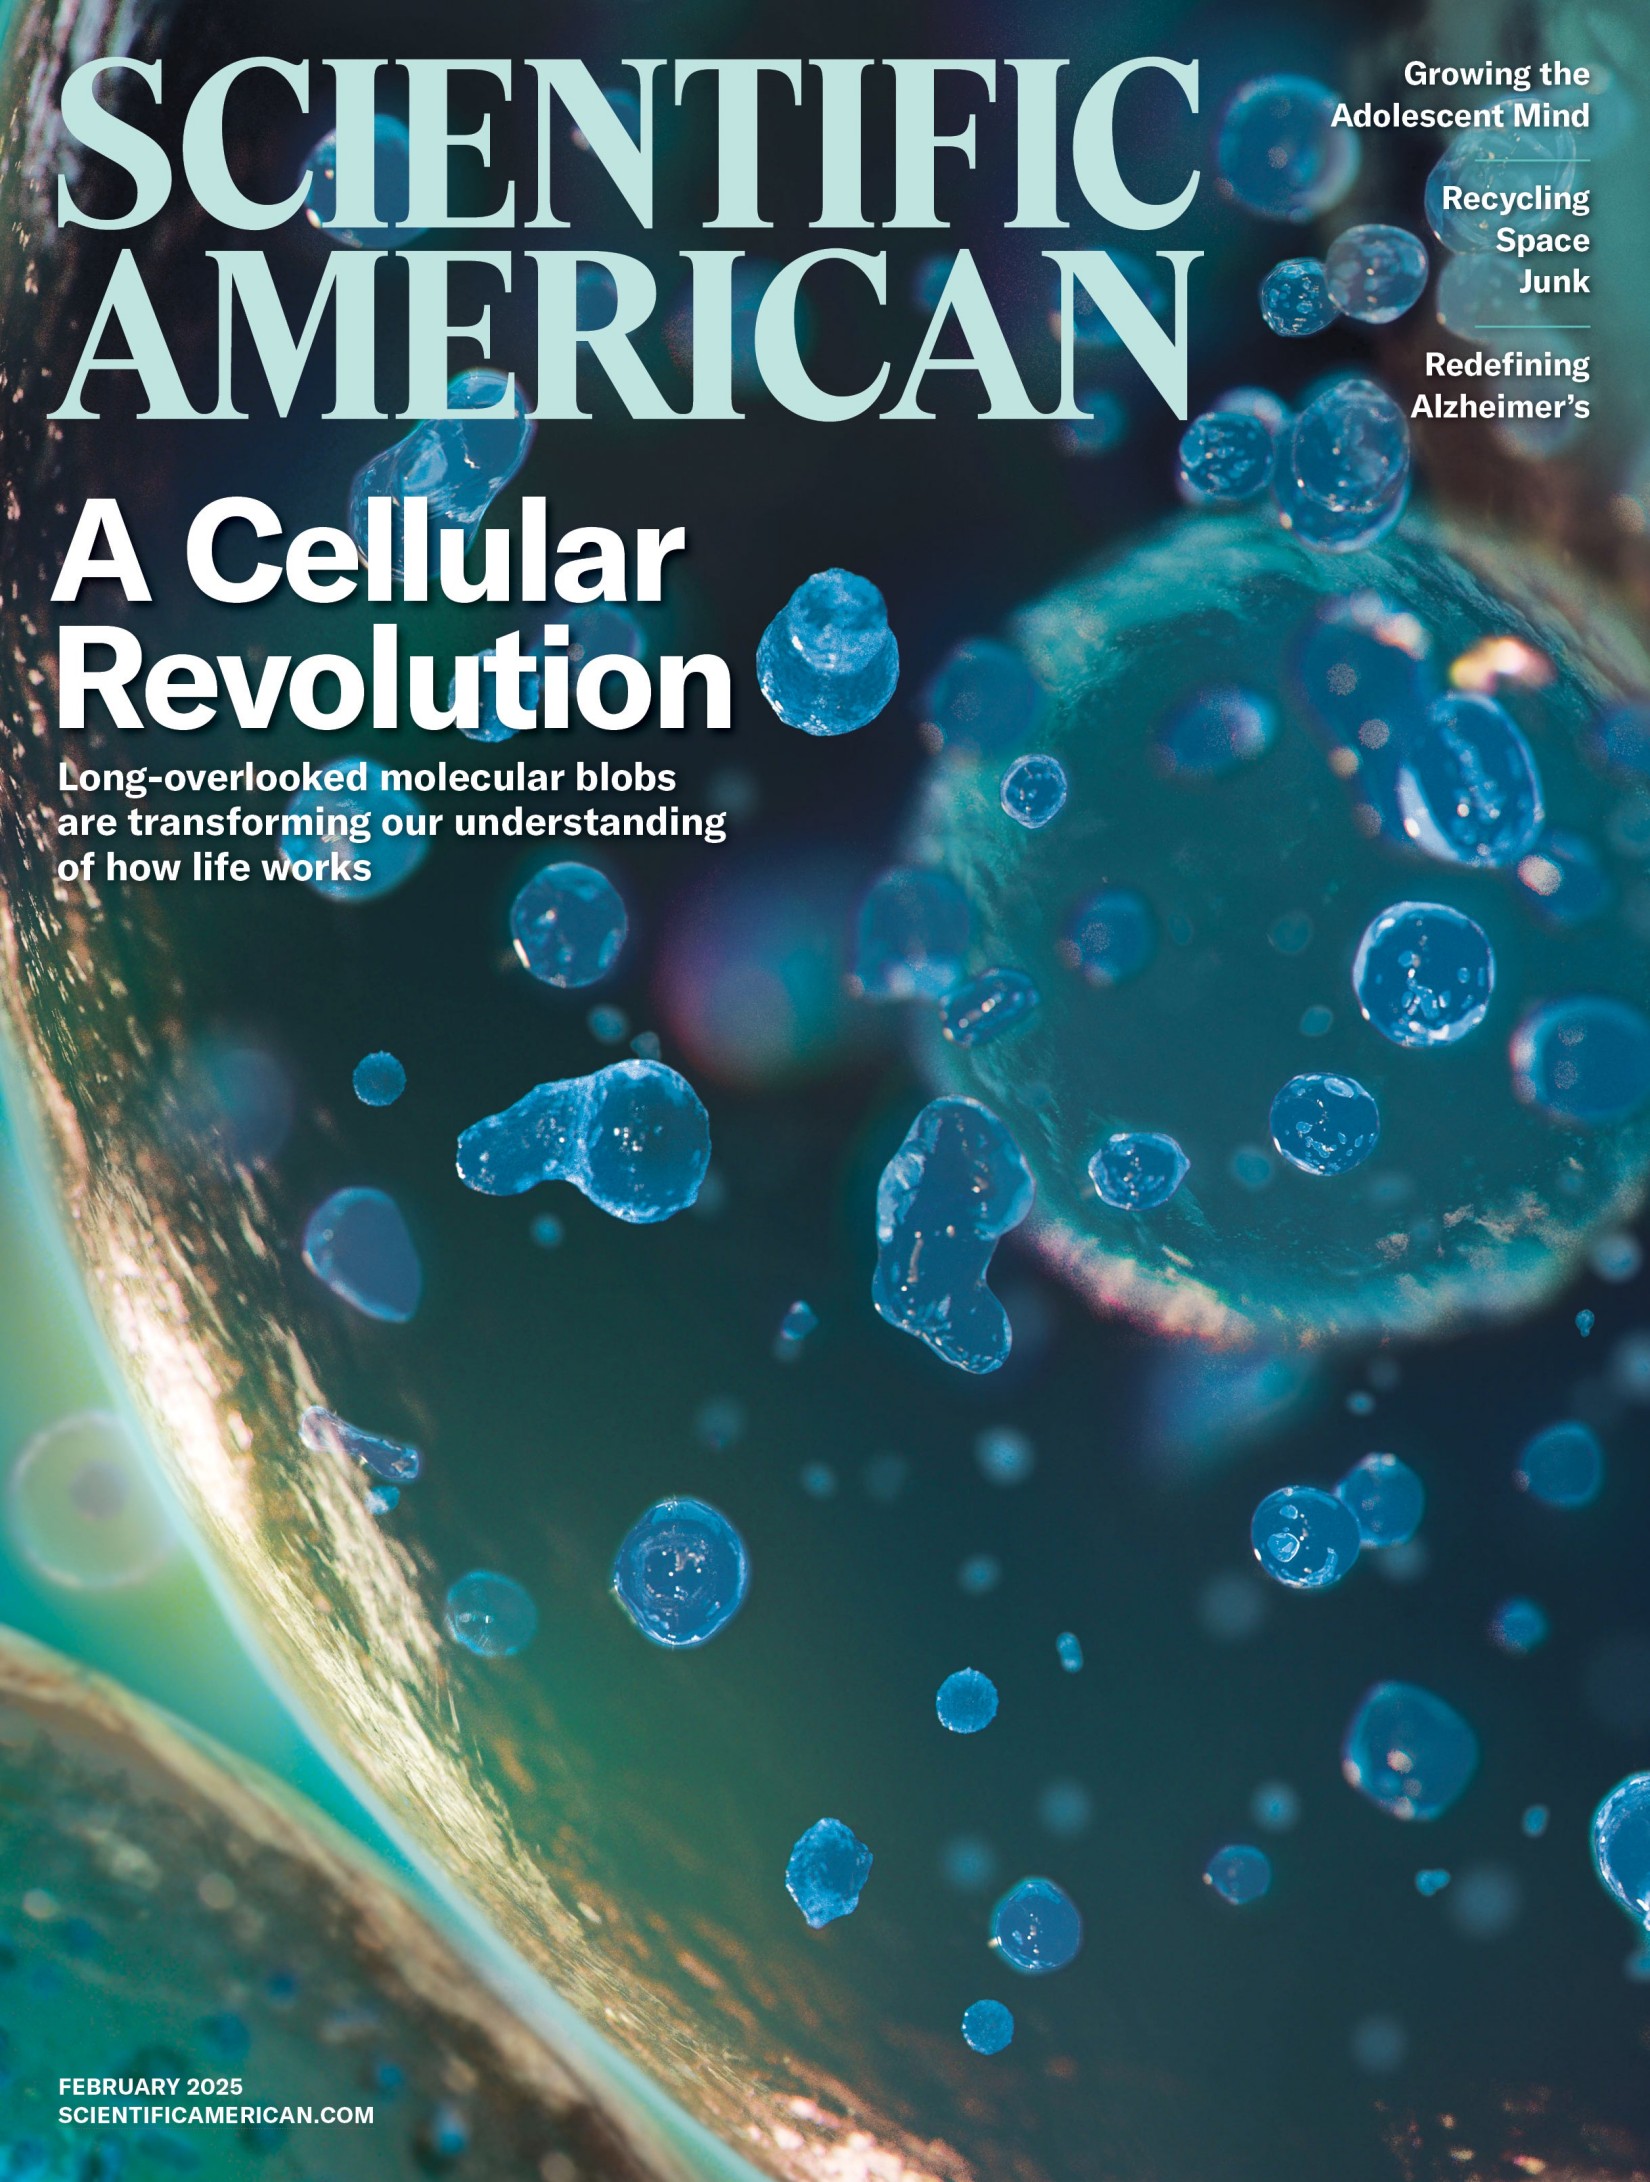 SCIENTIFIC
AMERICAN
Growing the
Adolescent Mind
Recycling
Space
Junk
Redefining
Alzheimer’s
A Cellular
Revolution
Long-overlooked molecular blobs
are transforming our understanding
of how life works
FEBRUARY 2025
SCIENTIFICAMERICAN.COM